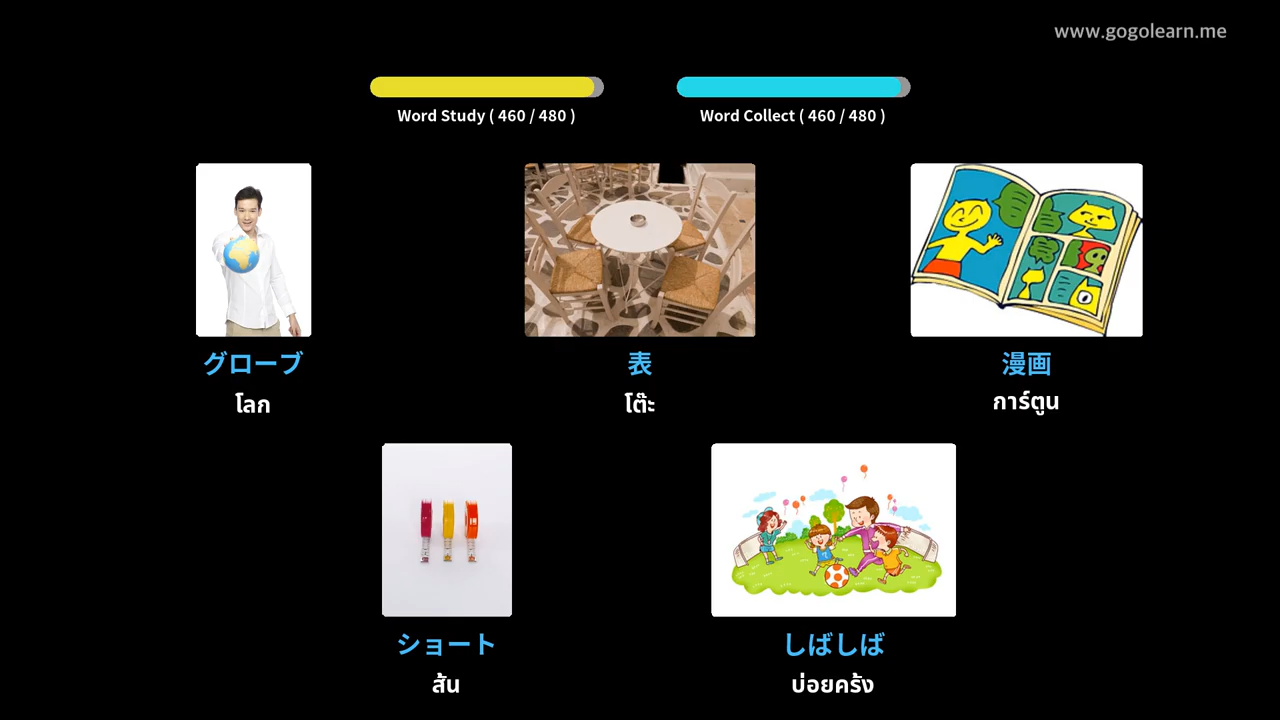 www.gogolearn.me
Word Study ( 460 / 480 )
Word Collect ( 460 / 480 )
グローブ
โลก
表
โต๊ะ
漫画
การ์ตูน
ショート
สั้น
しばしば
บ่อยครั้ง